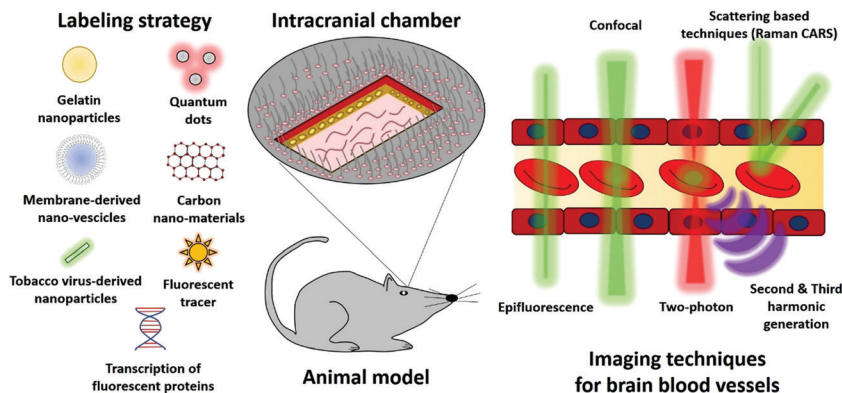 Labeling strategy
Gelatin
nanoparticles
Quantum
dots
Membrane-derived
nano-vesicles
Carbon
nano-materials
Tobacco virus-derived
nanoparticles
Fluorescent
tracer
Transcription of
fluorescent proteins
Intracranial chamber
Animal model
Confocal
Scattering based
techniques (Raman CARS)
Epifluorescence
Two-photon
Second & Third
harmonic
generation
Imaging techniques
for brain blood vessels